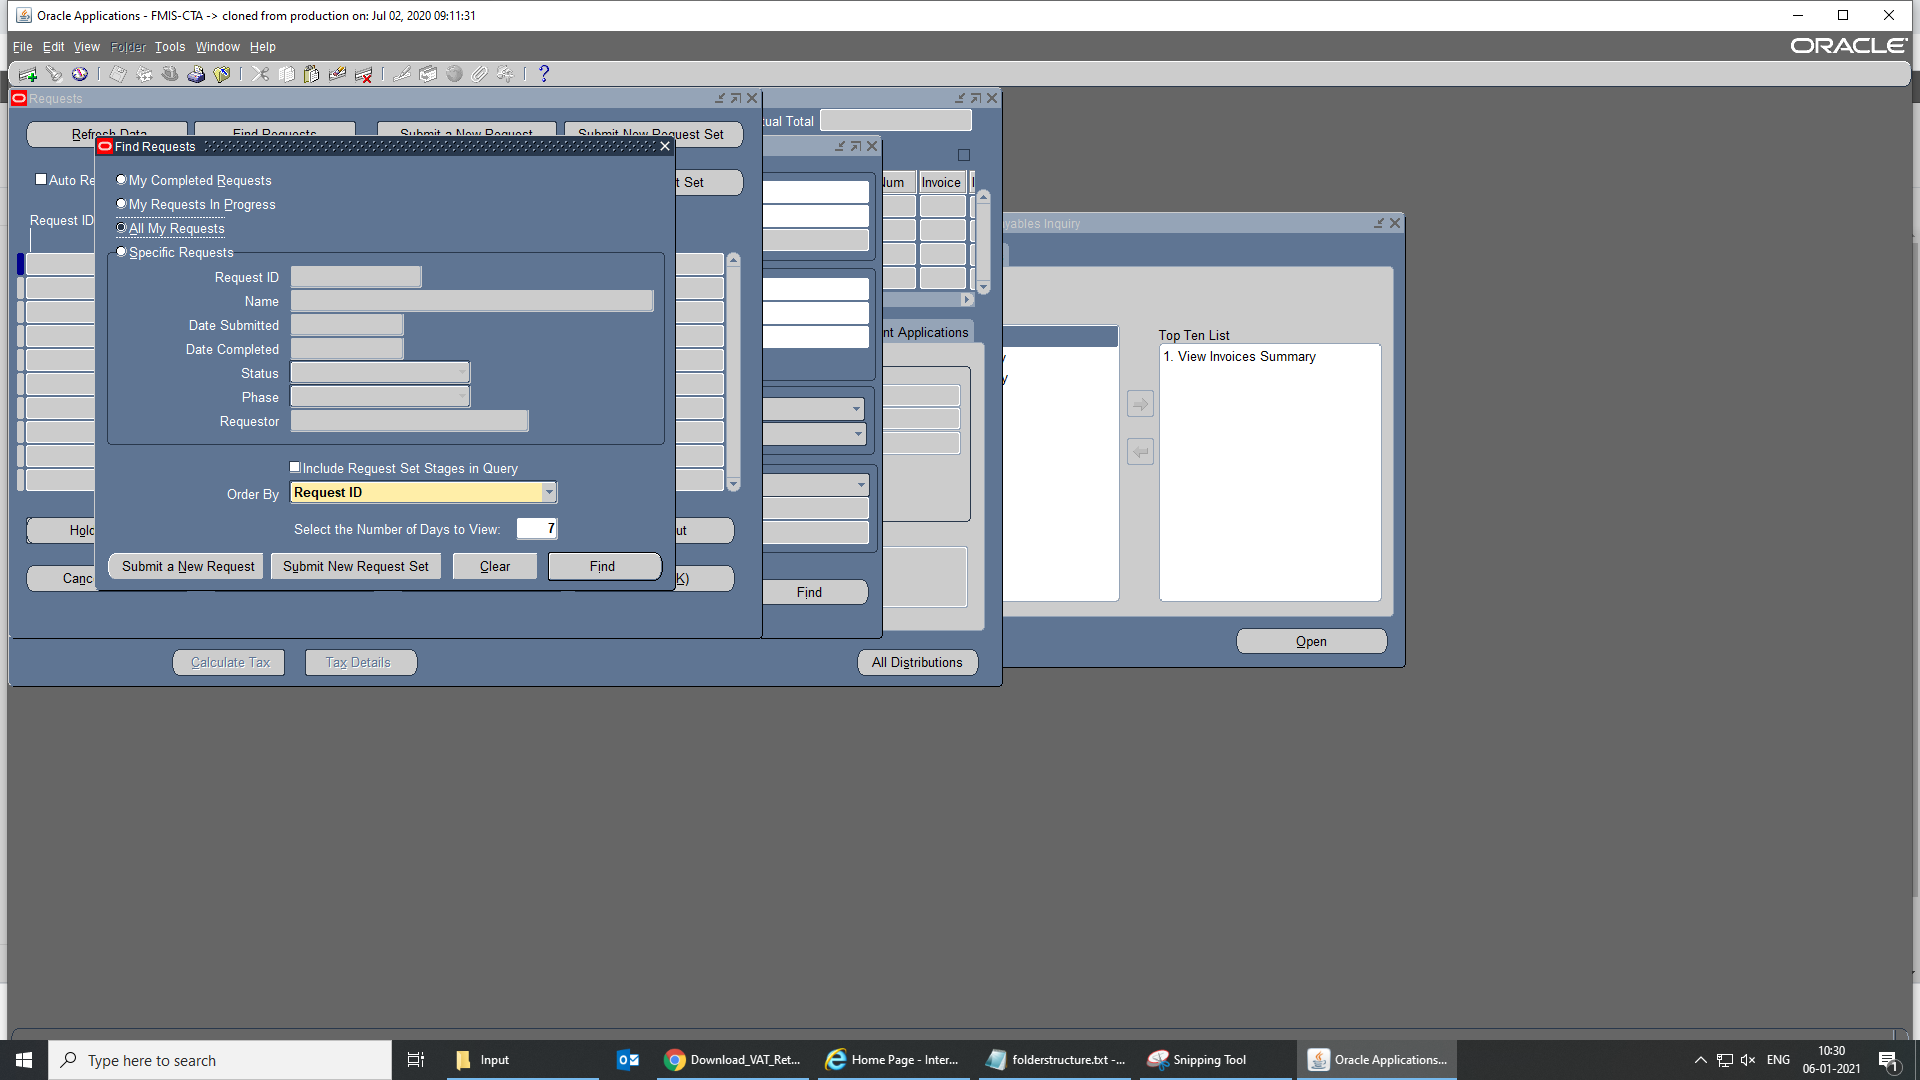 Oracle Applications - FMIS-CTA -> cloned from production on: Jul 02, 2020 09:11:31
File Edit View Folder Tools Window Help
ORACLE
Requests
Refresh Data Find Requests Submit a New Request Submit New Request Set
tual Total
Find Requests
Auto Re
t Set
My Completed Requests
My Requests In Progress
All My Requests
Specific Requests
Request ID
Num Invoice
yables Inquiry
Request ID
Name
Date Submitted
Date Completed
Status
Phase
Requestor
nt Applications
Top Ten List
1. View Invoices Summary
Include Request Set Stages in Query
Order By Request ID
Select the Number of Days to View: 7
Hold
ut
Submit a New Request Submit New Request Set Clear Find
Canc
K)
Find
Open
Calculate Tax Tax Details All Distributions
Type here to search
Input
Download_VAT_Ret...
Home Page - Inter...
folderstructure.txt -...
Snipping Tool
Oracle Applications...
ENG
10:30
06-01-2021
1